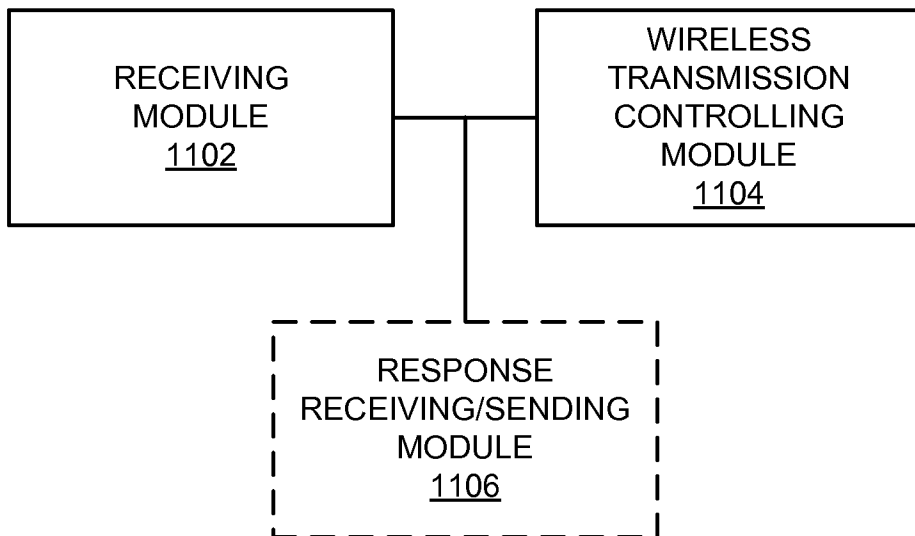 RECEIVING
MODULE
1102
WIRELESS
TRANSMISSION
CONTROLLING
MODULE
1104
RESPONSE
RECEIVING/SENDING
MODULE
1106